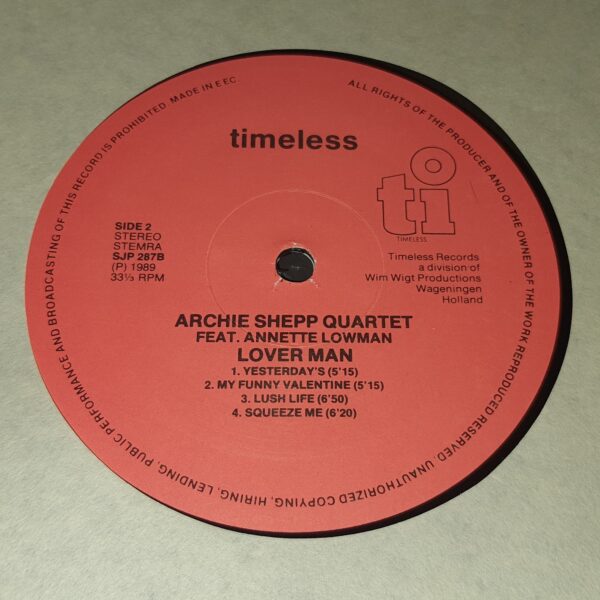 timeless
ti
TIMELESS
SIDE 2
STEREO
STEMRA
SJP 287B
(P) 1989
33⅓ RPM
Timeless Records
a division of
Wim Wigt Productions
Wageningen
Holland
ARCHIE SHEPP QUARTET
FEAT. ANNETTE LOWMAN
LOVER MAN
1. YESTERDAY'S (5'15)
2. MY FUNNY VALENTINE (5'15)
3. LUSH LIFE (6'50)
4. SQUEEZE ME (6'20)
ALL RIGHTS OF THE PRODUCER AND OF THE OWNER OF THE WORK REPRODUCED RESERVED. UNAUTHORIZED COPYING, HIRING, LENDING, PUBLIC PERFORMANCE AND BROADCASTING OF THIS RECORD IS PROHIBITED MADE IN E EC